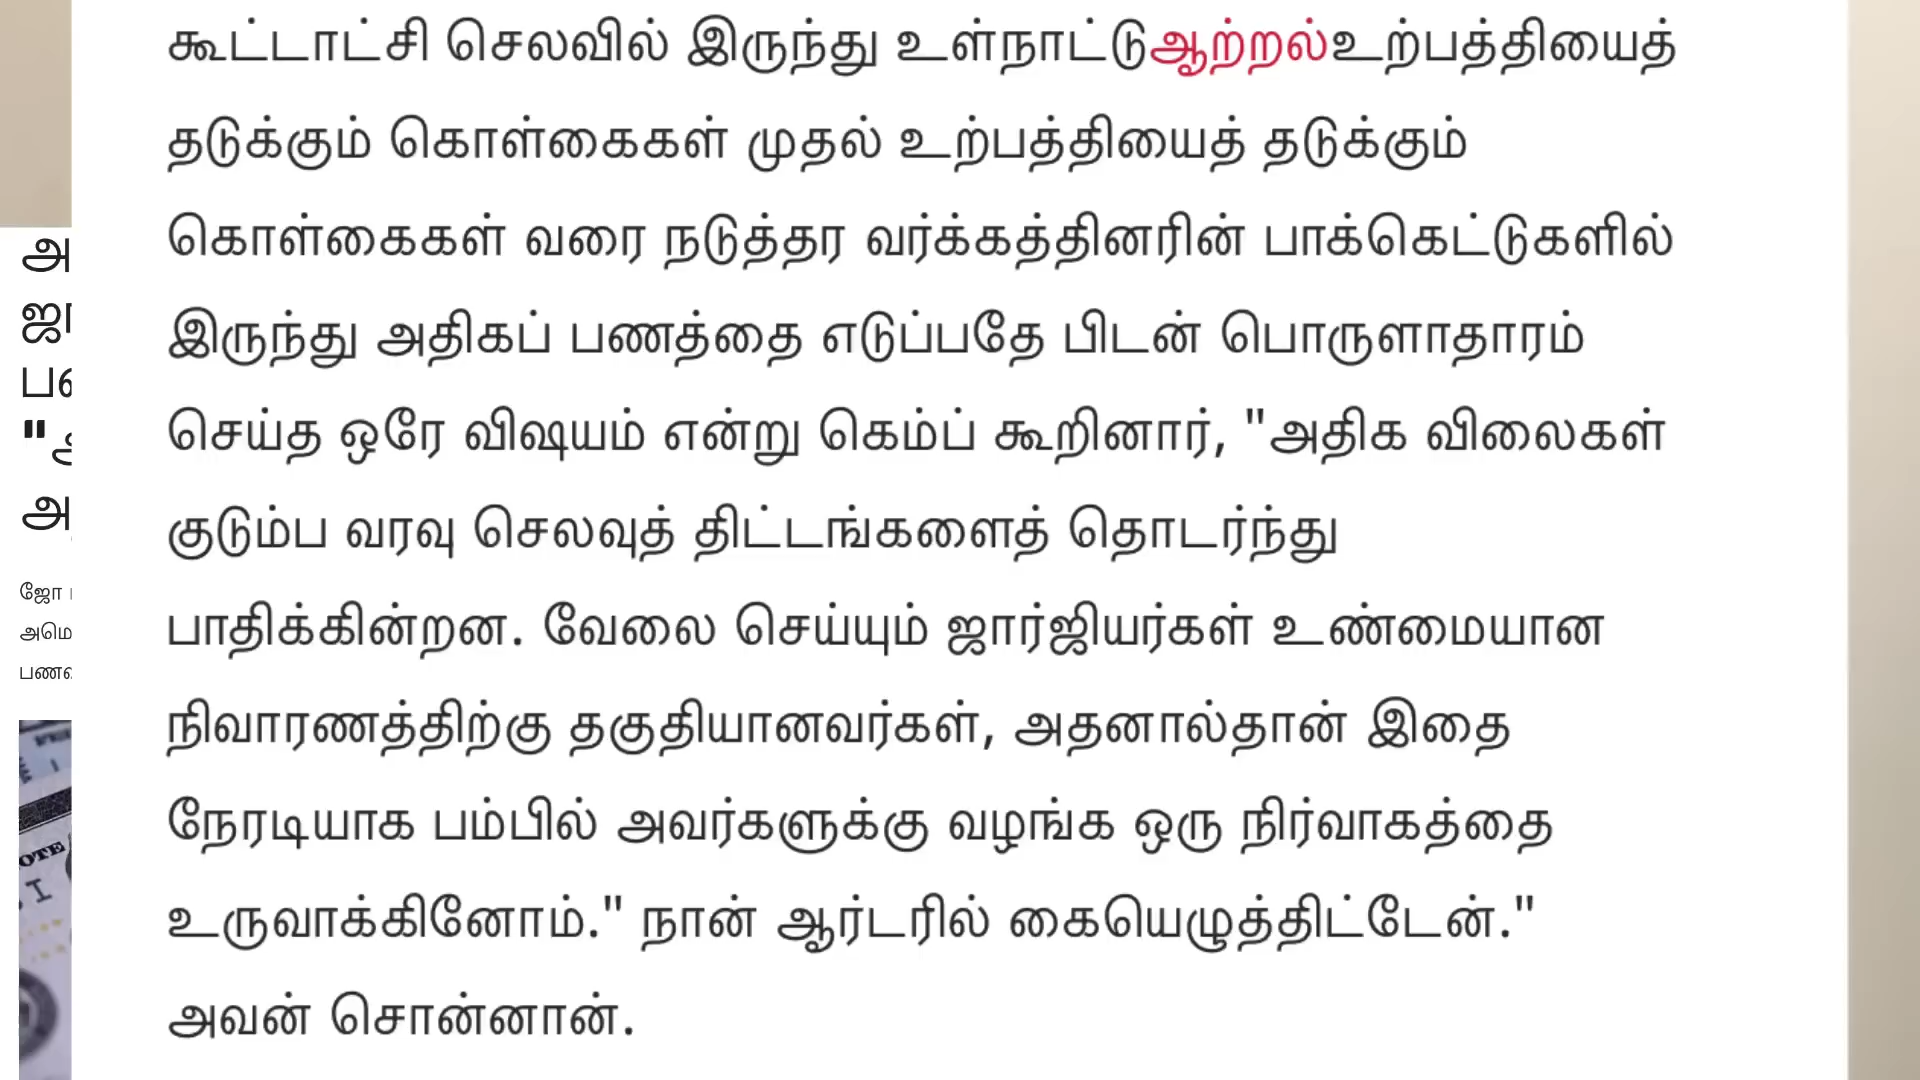 கூட்டாட்சி செலவில் இருந்து உள்நாட்டுஆற்றல்உற்பத்தியைத்
தடுக்கும் கொள்கைகள் முதல் உற்பத்தியைத் தடுக்கும்
கொள்கைகள் வரை நடுத்தர வர்க்கத்தினரின் பாக்கெட்டுகளில்
இருந்து அதிகப் பணத்தை எடுப்பதே பிடன் பொருளாதாரம்
செய்த ஒரே விஷயம் என்று கெம்ப் கூறினார், "அதிக விலைகள்
குடும்ப வரவு செலவுத் திட்டங்களைத் தொடர்ந்து
பாதிக்கின்றன. வேலை செய்யும் ஜார்ஜியர்கள் உண்மையான
நிவாரணத்திற்கு தகுதியானவர்கள், அதனால்தான் இதை
நேரடியாக பம்பில் அவர்களுக்கு வழங்க ஒரு நிர்வாகத்தை
உருவாக்கினோம்." நான் ஆர்டரில் கையெழுத்திட்டேன்."
அவன் சொன்னான்.
ஜோ